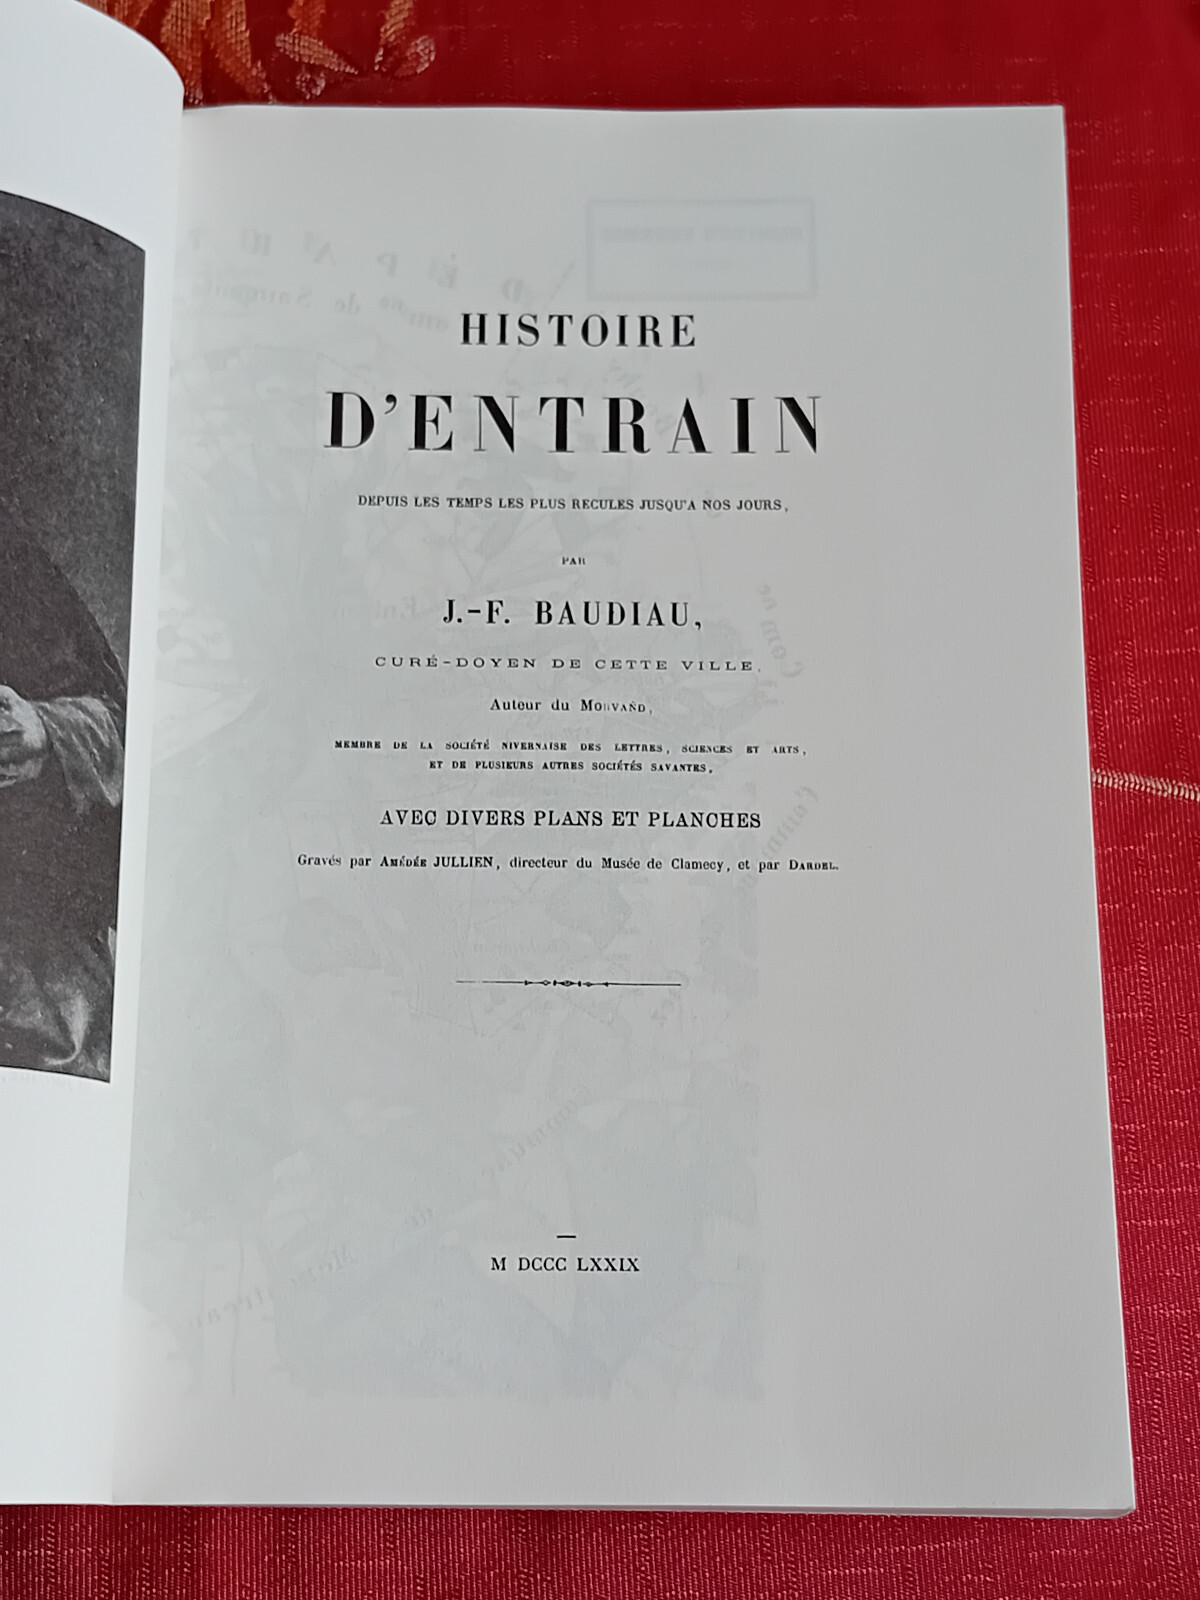 HISTOIRE
D'ENTRAIN
DEPUIS LES TEMPS LES PLUS RECULES JUSQU'A NOS JOURS,
PAR
J.-F. BAUDIAU,
CURÉ-DOYEN DE CETTE VILLE,
Auteur du MORVAND,
MEMBRE DE LA SOCIÉTÉ NIVERNAISE DES LETTRES, SCIENCES ET ARTS,
ET DE PLUSIEURS AUTRES SOCIÉTÉS SAVANTES,
AVEC DIVERS PLANS ET PLANCHES
Gravés par AMÉDÉE JULLIEN, directeur du Musée de Clamecy, et par DARDEL.
M DCCC LXXIX